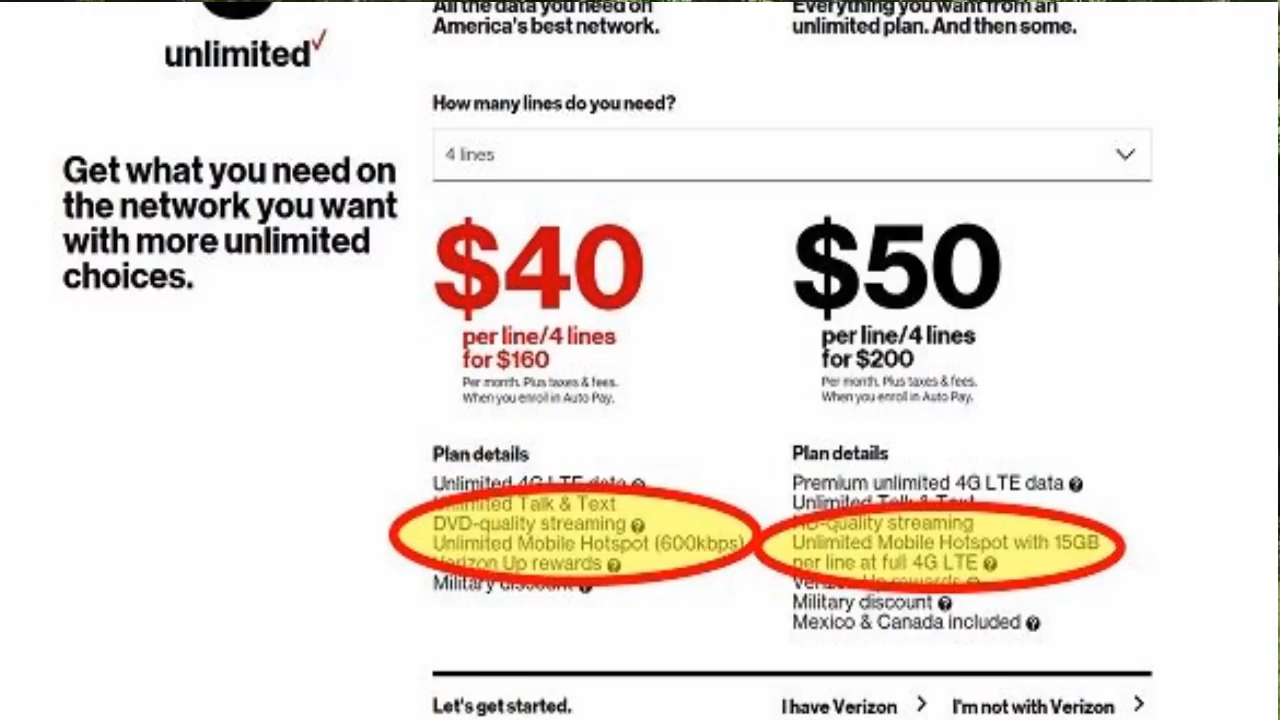 All the data you need on
America's best network.
Everything you want from an
unlimited plan. And then some.
unlimited
Get what you need on
the network you want
with more unlimited
choices.
How many lines do you need?
4 lines
$40
per line/4 lines
for $160
Per month. Plus taxes & fees.
When you enroll in Auto Pay.
Plan details
Unlimited 4G LTE data
Unlimited Talk & Text
DVD-quality streaming
Unlimited Mobile Hotspot (600kbps)
Verizon Up rewards
Military discount
$50
per line/4 lines
for $200
Per month. Plus taxes & fees.
When you enroll in Auto Pay.
Plan details
Premium unlimited 4G LTE data
Unlimited Talk & Text
HD-quality streaming
Unlimited Mobile Hotspot with 15GB
per line at full 4G LTE
Verizon Up rewards
Military discount
Mexico & Canada included
Let's get started.
I have Verizon
I'm not with Verizon